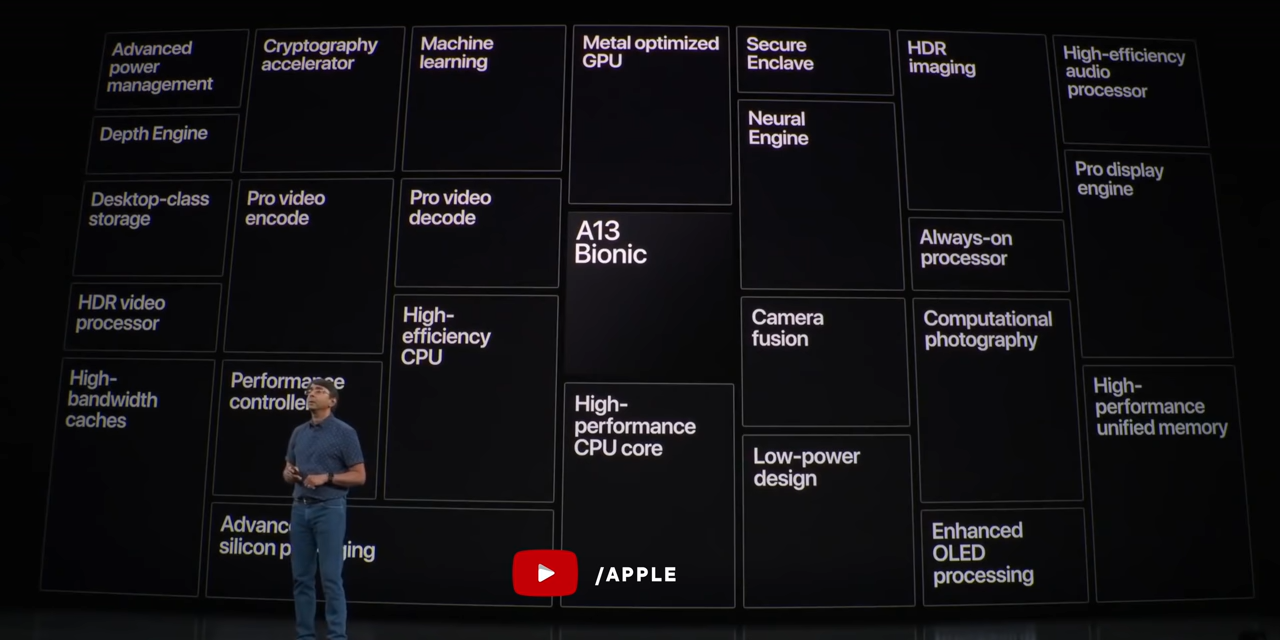 Advanced
power
management
Depth Engine
Desktop-class
storage
HDR video
processor
High-
bandwidth
caches
Cryptography
accelerator
Pro video
encode
Performance
controller
Machine
learning
Pro video
decode
High-
efficiency
CPU
silicon
Metal optimized
GPU
A13
Bionic
High-
performance
CPU core
Secure
Enclave
Neural
Engine
Camera
fusion
Low-power
design
HDR
imaging
Always-on
processor
Computational
photography
Enhanced
OLED
processing
High-efficiency
audio
processor
Pro display
engine
High-
performance
unified memory
/APPLE